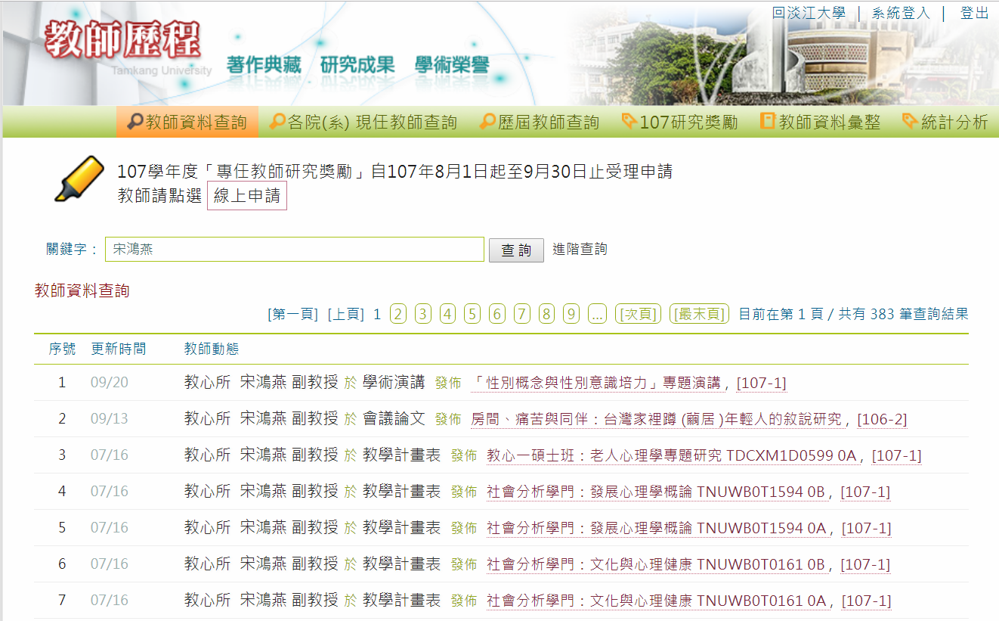 回淡江大學 | 系統登入 | 登出
教師歷程
Tamkang University
著作典藏 研究成果 學術榮譽
教師資料查詢 各院(系) 現任教師查詢 歷屆教師查詢 107研究獎勵 教師資料彙整 統計分析
107學年度「專任教師研究獎勵」自107年8月1日起至9月30日止受理申請
教師請點選 線上申請
關鍵字： 宋鴻燕 查 詢 進階查詢
教師資料查詢
[第一頁] [上頁] 1 2 3 4 5 6 7 8 9 ... [次頁] [最末頁] 目前在第 1 頁 / 共有 383 筆查詢結果
序號 更新時間 教師動態
1 09/20 教心所 宋鴻燕 副教授 於 學術演講 發佈 「性別概念與性別意識培力」專題演講 , [107-1]
2 09/13 教心所 宋鴻燕 副教授 於 會議論文 發佈 房間、痛苦與同伴：台灣家裡蹲 (繭居 )年輕人的敘說研究 , [106-2]
3 07/16 教心所 宋鴻燕 副教授 於 教學計畫表 發佈 教心一碩士班：老人心理學專題研究 TDCXM1D0599 0A , [107-1]
4 07/16 教心所 宋鴻燕 副教授 於 教學計畫表 發佈 社會分析學門：發展心理學概論 TNUWB0T1594 0B , [107-1]
5 07/16 教心所 宋鴻燕 副教授 於 教學計畫表 發佈 社會分析學門：發展心理學概論 TNUWB0T1594 0A , [107-1]
6 07/16 教心所 宋鴻燕 副教授 於 教學計畫表 發佈 社會分析學門：文化與心理健康 TNUWB0T0161 0B , [107-1]
7 07/16 教心所 宋鴻燕 副教授 於 教學計畫表 發佈 社會分析學門：文化與心理健康 TNUWB0T0161 0A , [107-1]